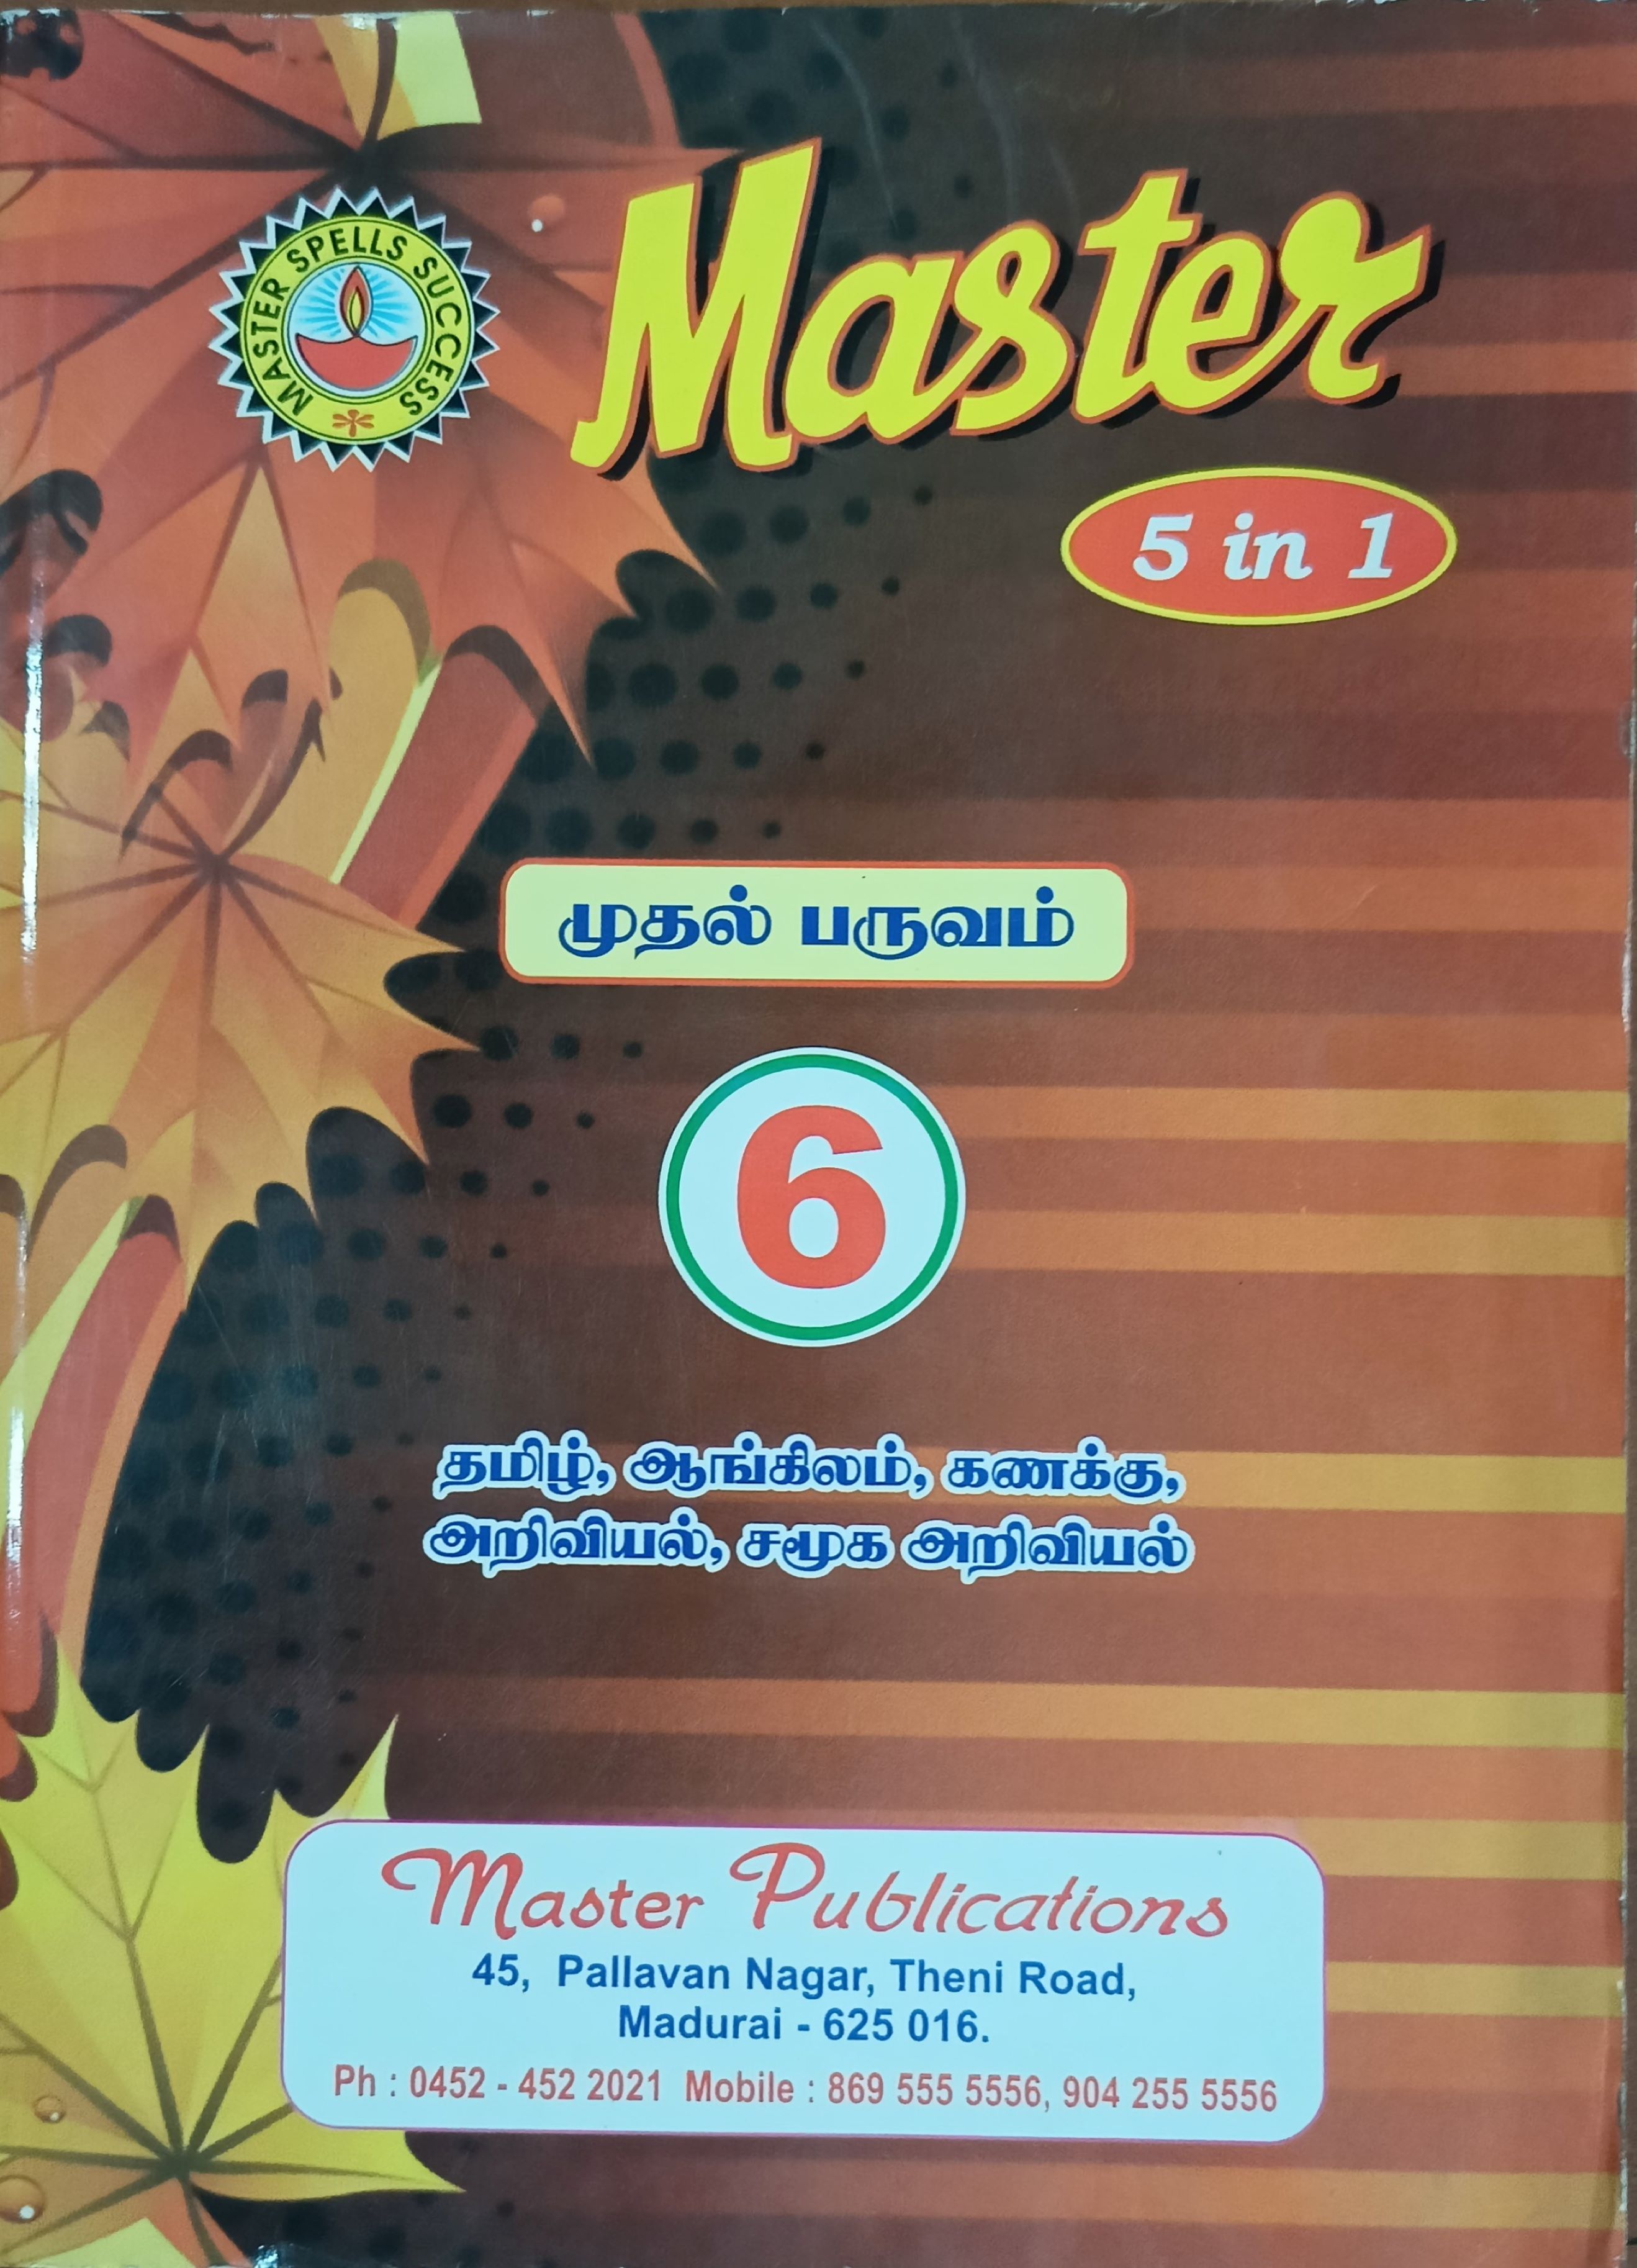 MASTER SPELLS SUCCESS
Master
5 in 1
முதல் பருவம்
6
தமிழ், ஆங்கிலம், கணக்கு,
அறிவியல், சமூக அறிவியல்
Master Publications
45, Pallavan Nagar, Theni Road,
Madurai - 625 016.
Ph : 0452 - 452 2021 Mobile : 869 555 5556, 904 255 5556